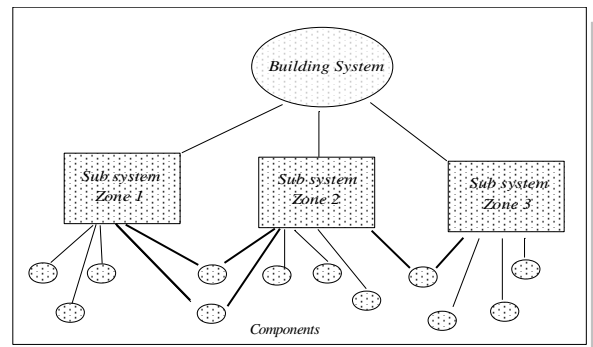 Building System
Sub system
Zone 1
Sub system
Zone 2
Sub system
Zone 3
Components